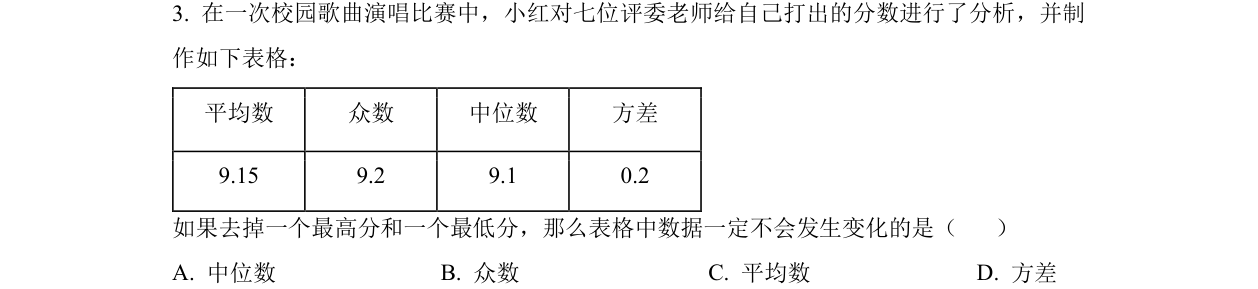 3. 在一次校园歌曲演唱比赛中，小红对七位评委老师给自己打出的分数进行了分析，并制
作如下表格：
平均数 众数 中位数 方差
9.15 9.2 9.1 0.2
如果去掉一个最高分和一个最低分，那么表格中数据一定不会发生变化的是（ ）
A. 中位数 B. 众数 C. 平均数 D. 方差